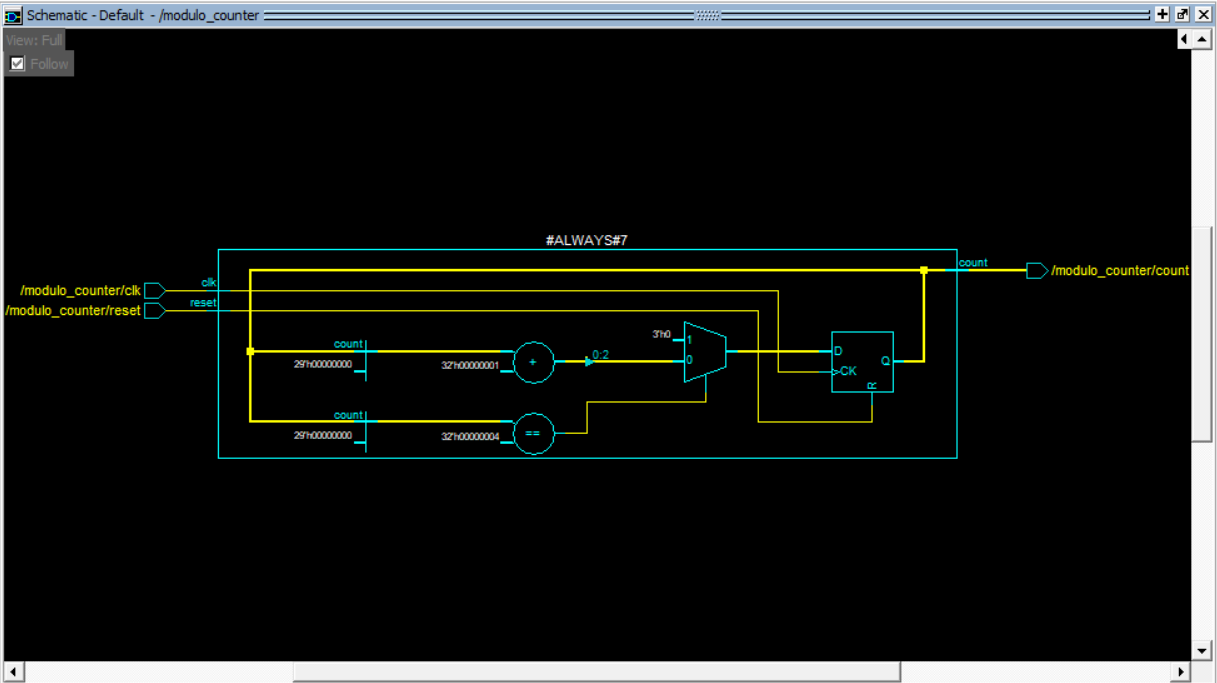 Schematic - Default - /modulo_counter
View: Full
Follow
#ALWAYS#7
count
/modulo_counter/count
clk
/modulo_counter/clk
reset
/modulo_counter/reset
3'h0
1
count
0:2
0
D
Q
29'h00000000
32'h00000001
+
CK
R
count
29'h00000000
32'h00000004
==